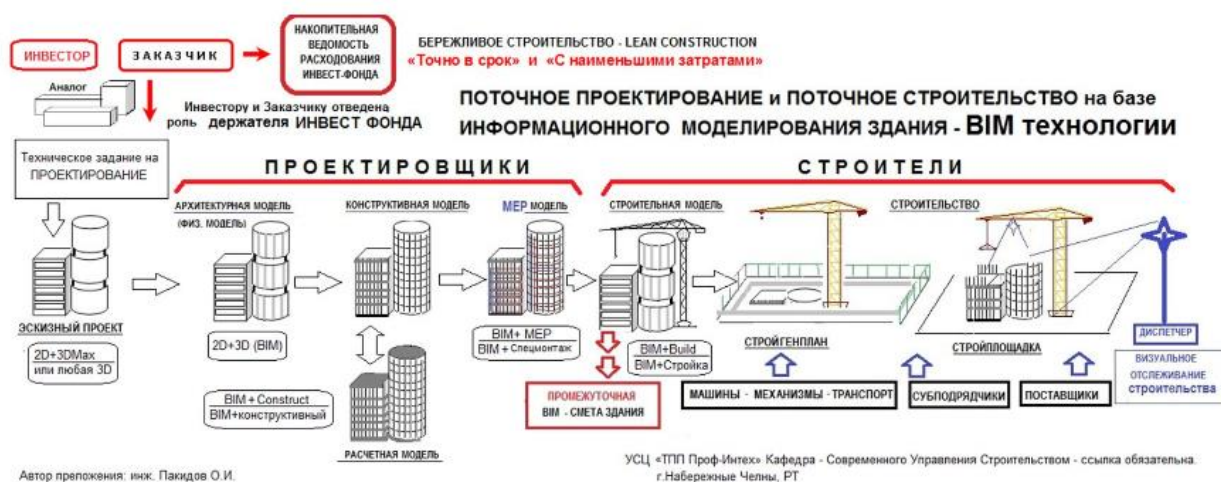 ИНВЕСТОР
ЗАКАЗЧИК
НАКОПИТЕЛЬНАЯ
ВЕДОМОСТЬ
РАСХОДОВАНИЯ
ИНВЕСТ-ФОНДА
БЕРЕЖЛИВОЕ СТРОИТЕЛЬСТВО - LEAN CONSTRUCTION
«Точно в срок» и «С наименьшими затратами»
Аналог
Инвестору и Заказчику отведена
роль держателя ИНВЕСТ ФОНДА
ПОТОЧНОЕ ПРОЕКТИРОВАНИЕ и ПОТОЧНОЕ СТРОИТЕЛЬСТВО на базе
ИНФОРМАЦИОННОГО МОДЕЛИРОВАНИЯ ЗДАНИЯ - BIM технологии
Техническое задание на
ПРОЕКТИРОВАНИЕ
ПРОЕКТИРОВЩИКИ
СТРОИТЕЛИ
АРХИТЕКТУРНАЯ МОДЕЛЬ
(ФИЗ. МОДЕЛЬ)
КОНСТРУКТИВНАЯ МОДЕЛЬ
МЕР МОДЕЛЬ
СТРОИТЕЛЬНАЯ МОДЕЛЬ
СТРОИТЕЛЬСТВО
ЭСКИЗНЫЙ ПРОЕКТ
2D+3DMax
или любая 3D
2D+3D (BIM)
BIM + Construct
BIM+конструктивный
РАСЧЕТНАЯ МОДЕЛЬ
BIM+ MEP
BIM + Спецмонтаж
BIM+Build
BIM+Стройка
ПРОМЕЖУТОЧНАЯ
BIM - СМЕТА ЗДАНИЯ
СТРОЙГЕНПЛАН
МАШИНЫ - МЕХАНИЗМЫ - ТРАНСПОРТ
СУБПОДРЯДЧИКИ
СТРОЙПЛОЩАДКА
ПОСТАВЩИКИ
ДИСПЕТЧЕР
ВИЗУАЛЬНОЕ
ОТСЛЕЖИВАНИЕ
строительства
Автор преложения: инж. Пакидов О.И.
УСЦ «ТПП Проф-Интех» Кафедра - Современного Управления Строительством - ссылка обязательна.
г.Набережные Челны, РТ